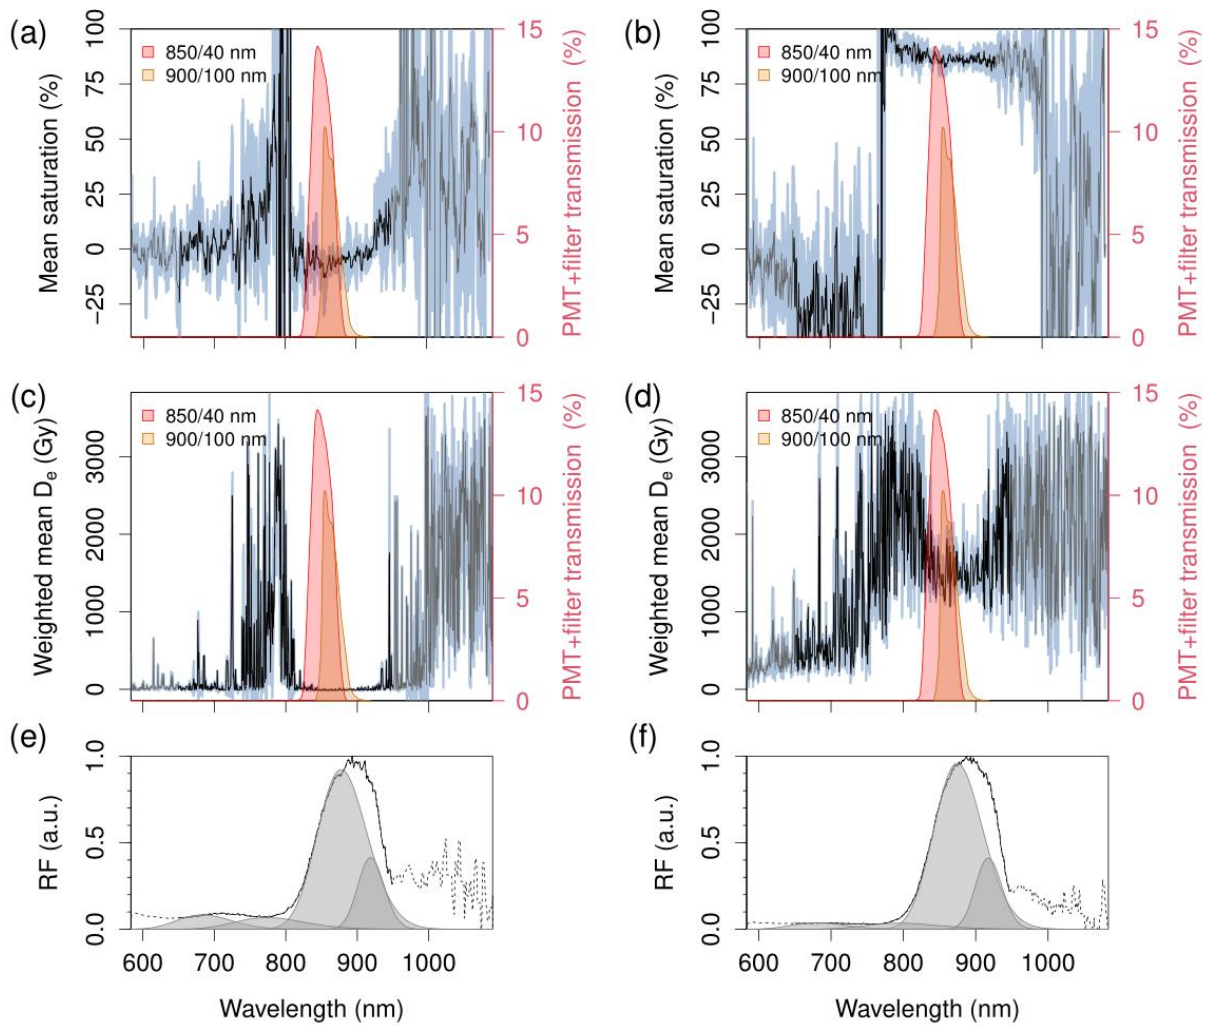 (a)
100
75
50
25
0
−25
Mean saturation (%)
850/40 nm
900/100 nm
15
10
5
0
PMT+filter transmission (%)
(b)
100
75
50
25
0
−25
Mean saturation (%)
850/40 nm
900/100 nm
15
10
5
0
PMT+filter transmission (%)
(c)
3000
2000
1000
0
Weighted mean De (Gy)
850/40 nm
900/100 nm
15
10
5
0
PMT+filter transmission (%)
(d)
3000
2000
1000
0
Weighted mean De (Gy)
850/40 nm
900/100 nm
15
10
5
0
PMT+filter transmission (%)
(e)
1.0
0.5
0.0
RF (a.u.)
600 700 800 900 1000
Wavelength (nm)
(f)
1.0
0.5
0.0
RF (a.u.)
600 700 800 900 1000
Wavelength (nm)